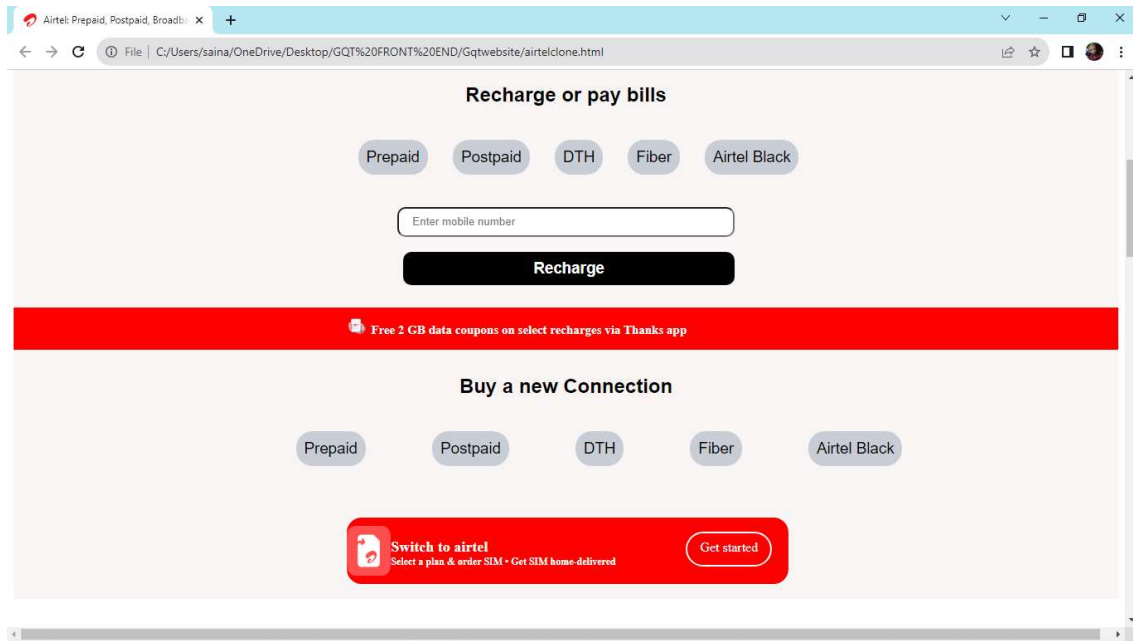 Airtel: Prepaid, Postpaid, Broadba
File | C:/Users/saina/OneDrive/Desktop/GQT%20FRONT%20END/Gqtwebsite/airtelclone.html
Recharge or pay bills
Prepaid Postpaid DTH Fiber Airtel Black
Enter mobile number
Recharge
Free 2 GB data coupons on select recharges via Thanks app
Buy a new Connection
Prepaid Postpaid DTH Fiber Airtel Black
Switch to airtel
Select a plan & order SIM • Get SIM home-delivered
Get started